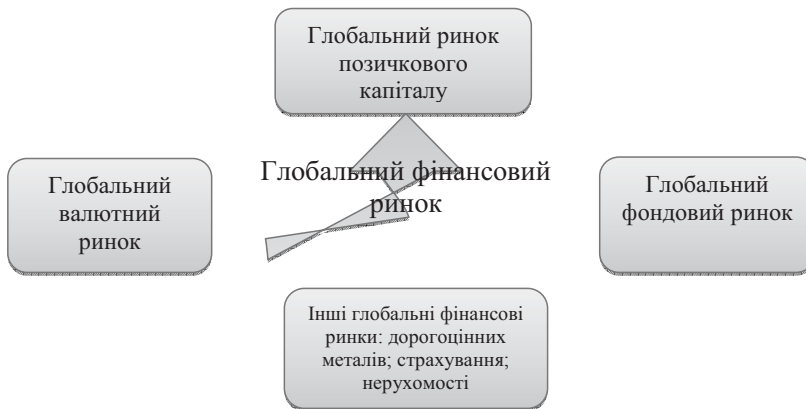 Глобальний ринок
позичкового
капіталу
Глобальний
валютний
ринок
Глобальний фінансовий
ринок
Глобальний
фондовий ринок
Інші глобальні фінансові
ринки: дорогоцінних
металів; страхування;
нерухомості